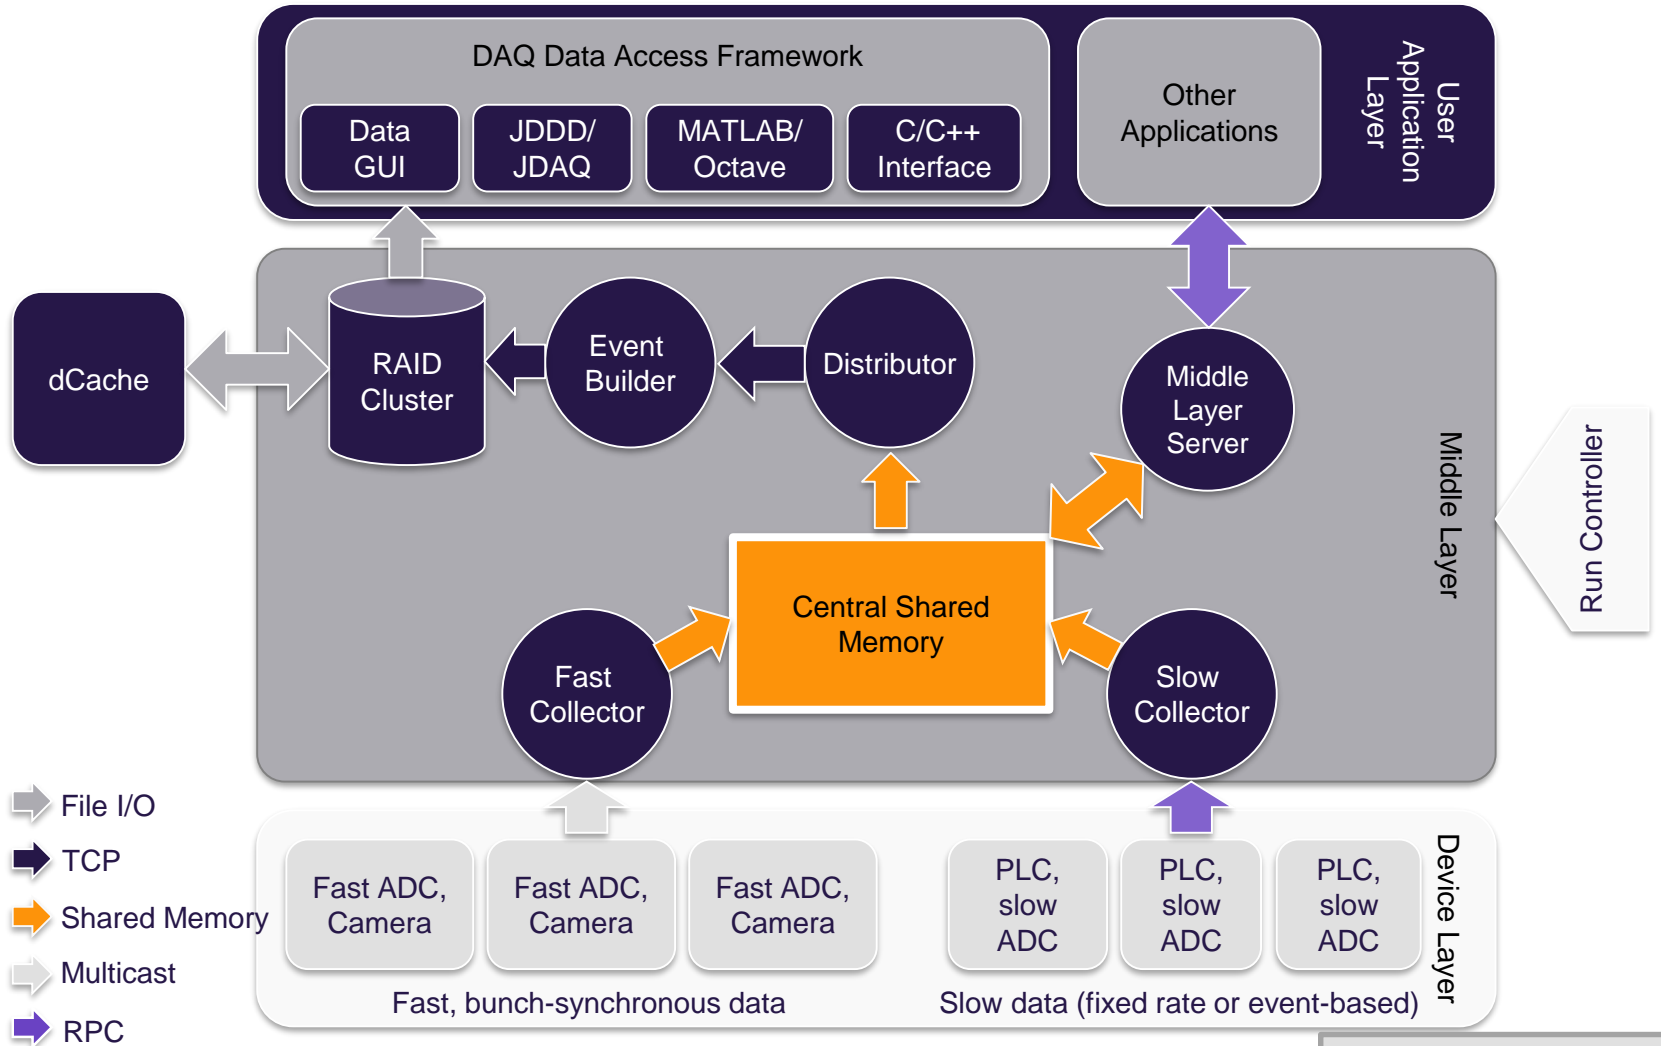 DAQ Data Access Framework
Data
GUI
JDDD/
JDAQ
MATLAB/
Octave
C/C++
Interface
Other
Applications
User
Application
Layer
dCache
RAID
Cluster
Event
Builder
Distributor
Middle
Layer
Server
Middle Layer
Run Controller
Central Shared
Memory
Fast
Collector
Slow
Collector
File I/O
TCP
Shared Memory
Multicast
RPC
Fast ADC,
Camera
Fast ADC,
Camera
Fast ADC,
Camera
PLC,
slow
ADC
PLC,
slow
ADC
PLC,
slow
ADC
Device Layer
Fast, bunch-synchronous data
Slow data (fixed rate or event-based)